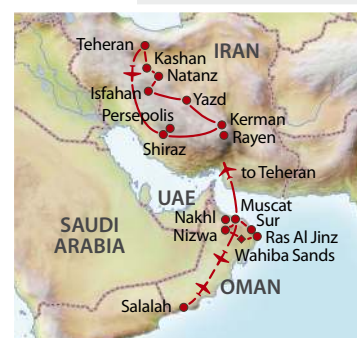 Teheran
IRAN
Kashan
Natanz
Isfahan
Yazd
Persepolis
Kerman
Rayen
Shiraz
to Teheran
UAE
Muscat
Nakhl
Sur
SAUDI
ARABIA
Nizwa
Ras Al Jinz
Wahiba Sands
OMAN
Salalah